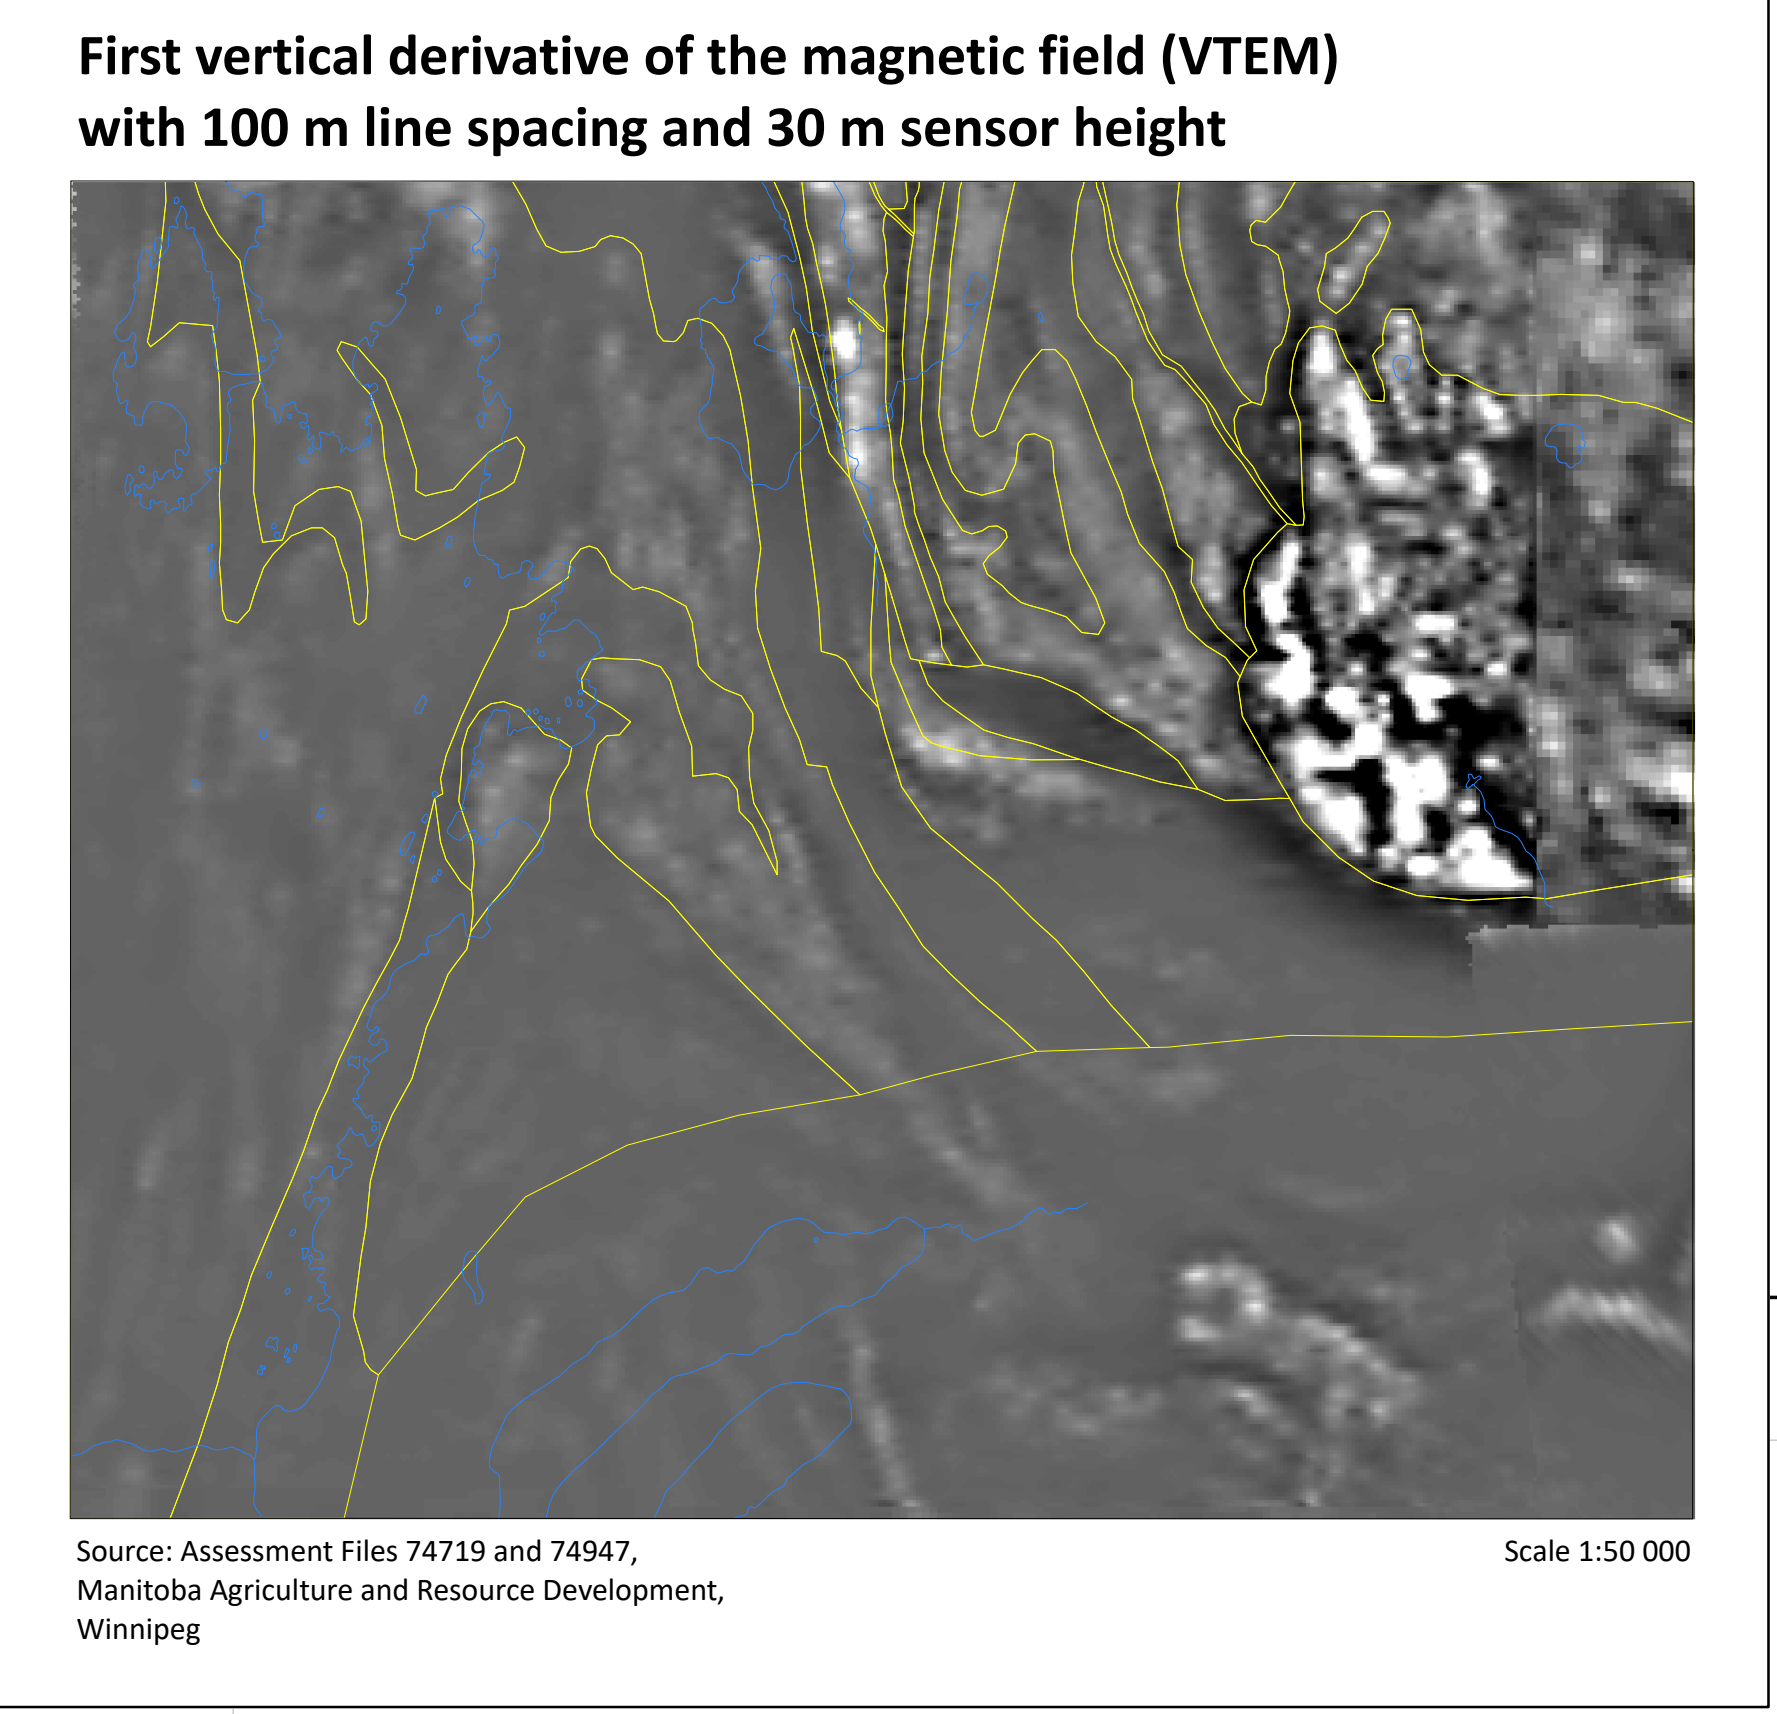 First vertical derivative of the magnetic field (VTEM)
with 100 m line spacing and 30 m sensor height
Source: Assessment Files 74719 and 74947,
Manitoba Agriculture and Resource Development,
Winnipeg
Scale 1:50 000